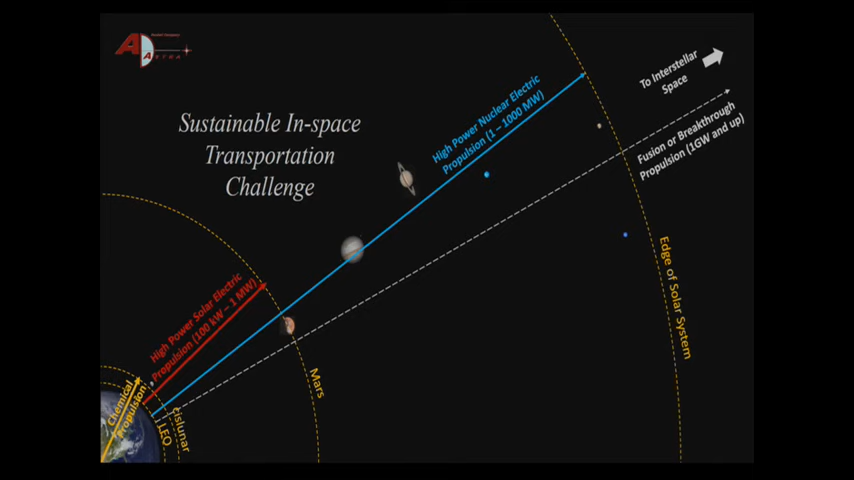 Sustainable In-space
Transportation
Challenge
To Interstellar
Space
High Power Nuclear Electric
Propulsion (1 – 1000 MW)
Fusion or Breakthrough
Propulsion (1GW and up)
Edge of Solar System
High Power Solar Electric
Propulsion (100 kW – 1 MW)
Mars
Chemical
Propulsion
LEO
cislunar